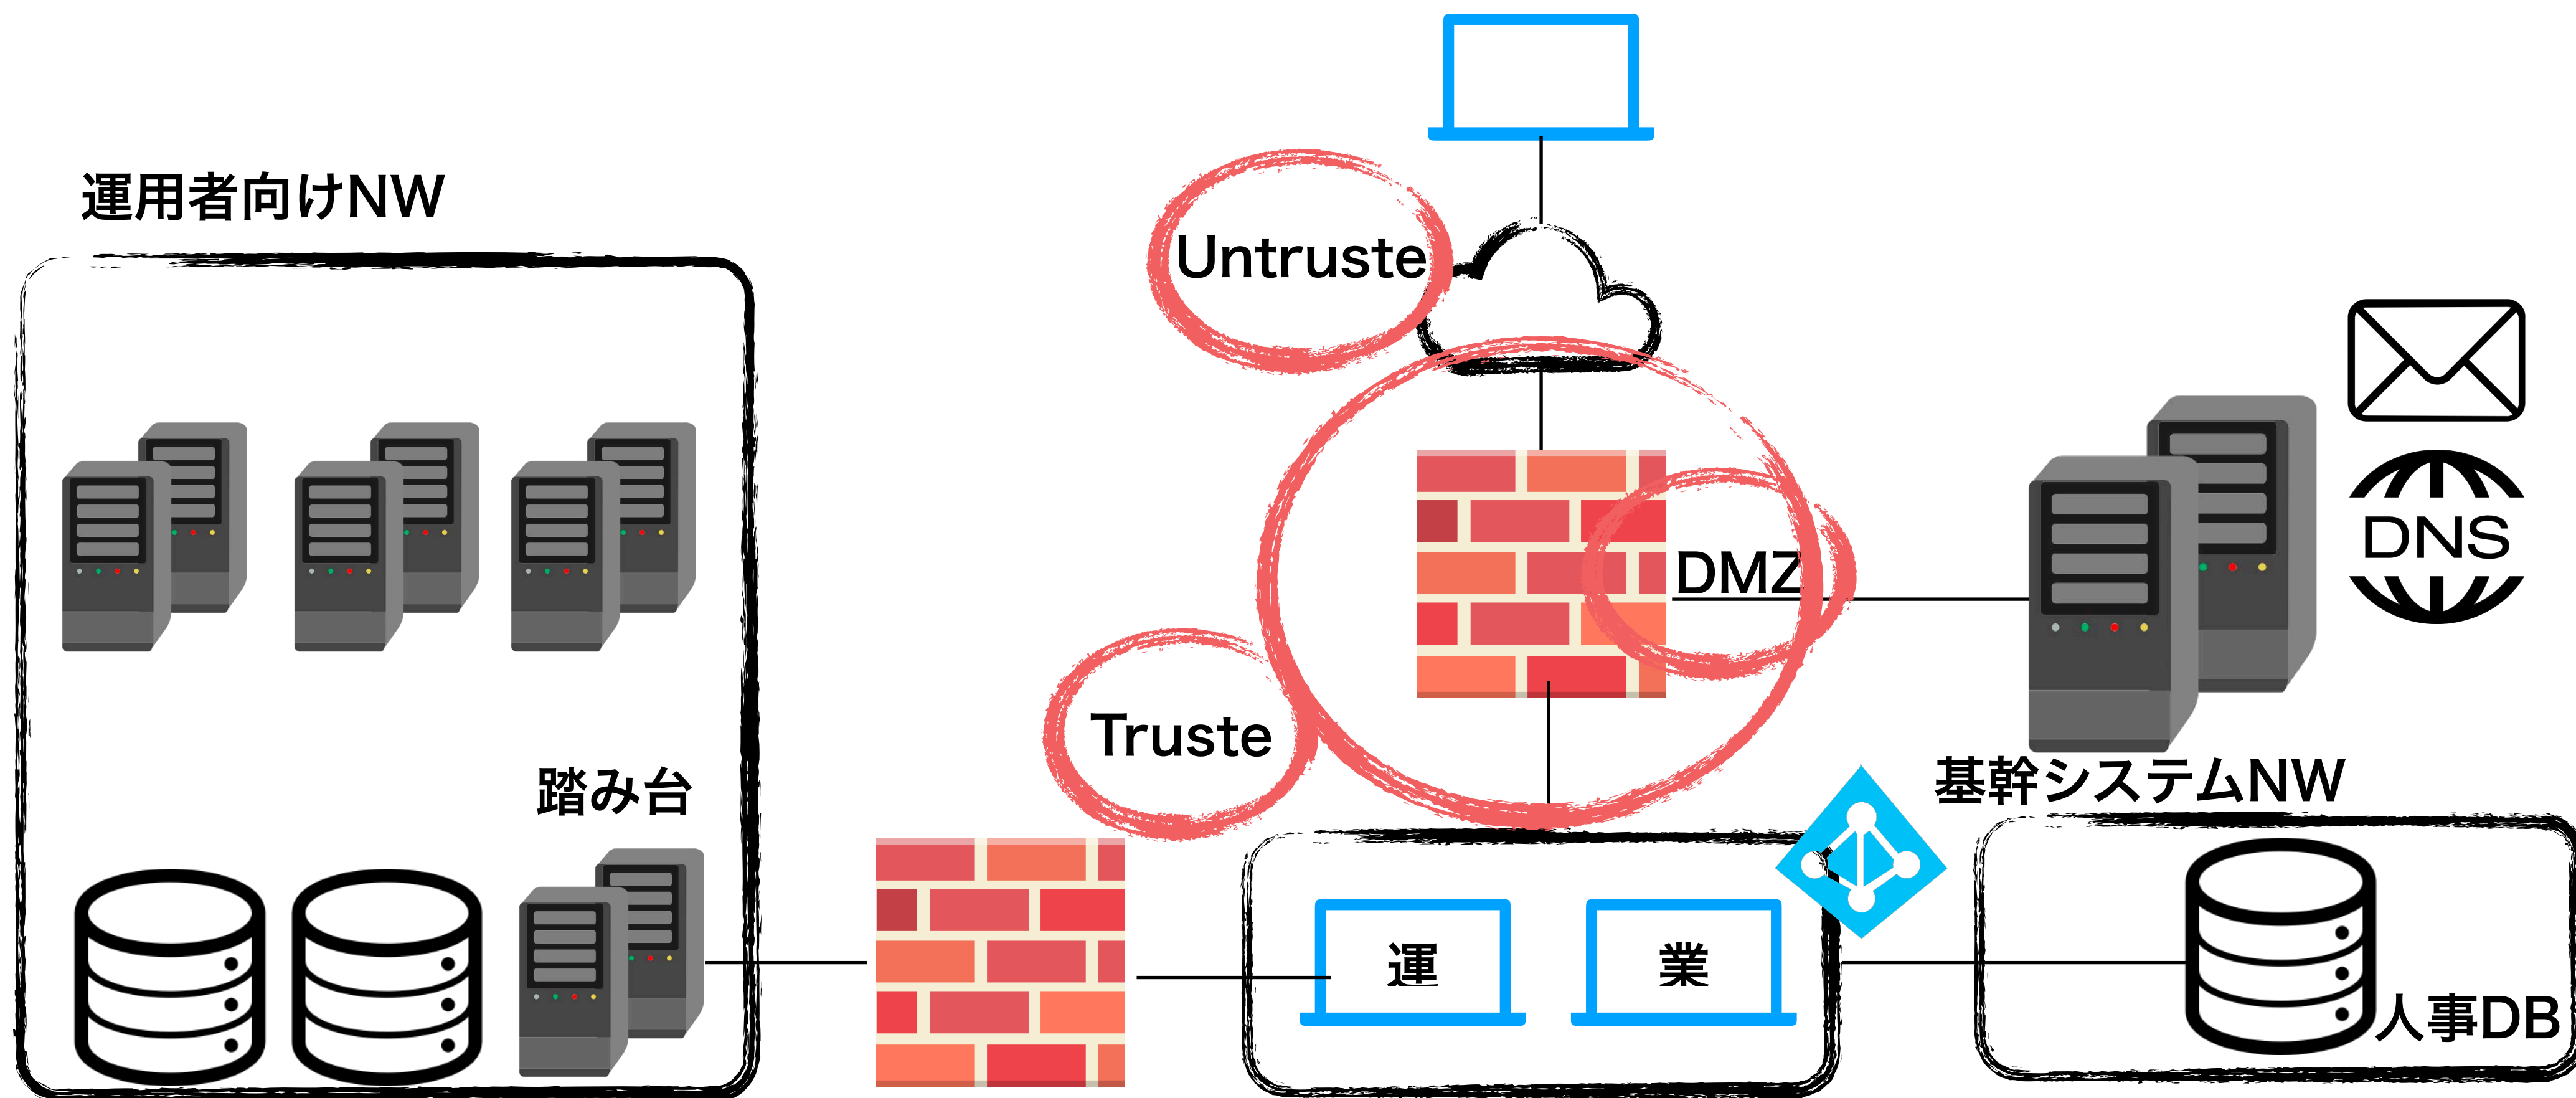 運用者向けNW
Untruste
DNS
DMZ
Truste
踏み台
基幹システムNW
運
業
人事DB